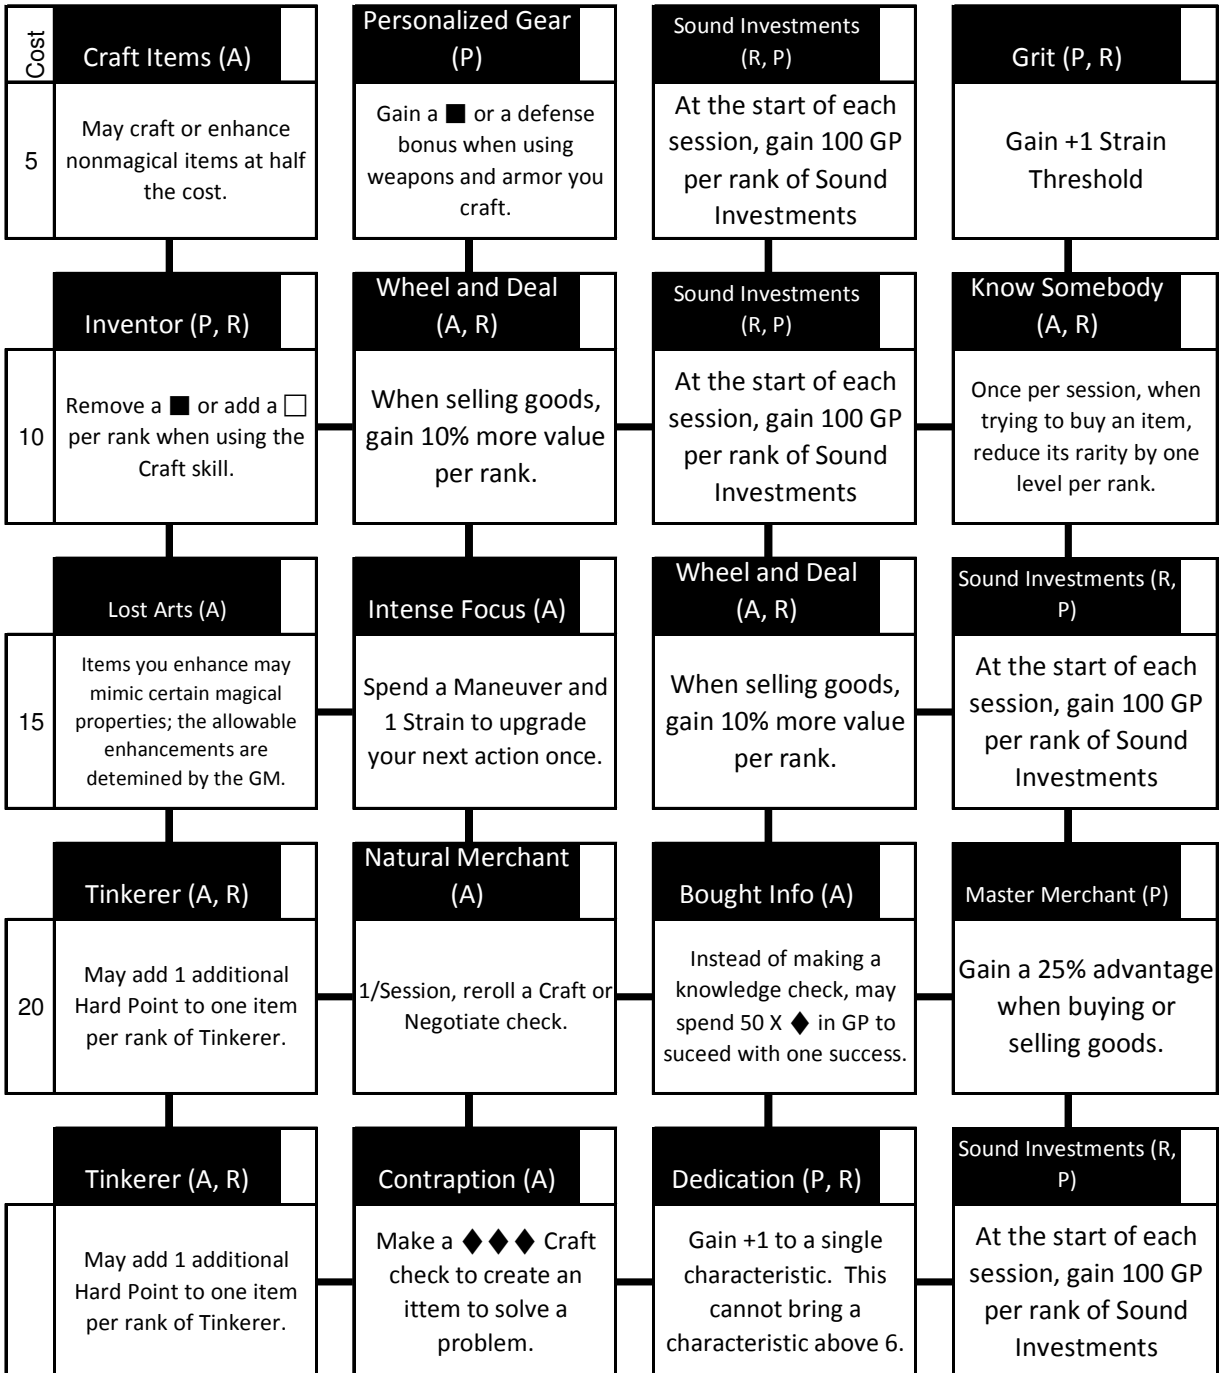 Cost
Craft Items (A)
Personalized Gear
(P)
Sound Investments
(R, P)
Grit (P, R)
5
May craft or enhance
nonmagical items at half
the cost.
Gain a ■ or a defense
bonus when using
weapons and armor you
craft.
At the start of each
session, gain 100 GP
per rank of Sound
Investments
Gain +1 Strain
Threshold
Inventor (P, R)
Wheel and Deal
(A, R)
Sound Investments
(R, P)
Know Somebody
(A, R)
10
Remove a ■ or add a □
per rank when using the
Craft skill.
When selling goods,
gain 10% more value
per rank.
At the start of each
session, gain 100 GP
per rank of Sound
Investments
Once per session, when
trying to buy an item,
reduce its rarity by one
level per rank.
Lost Arts (A)
Intense Focus (A)
Wheel and Deal
(A, R)
Sound Investments (R,
P)
15
Items you enhance may
mimic certain magical
properties; the allowable
enhancements are
detemined by the GM.
Spend a Maneuver and
1 Strain to upgrade
your next action once.
When selling goods,
gain 10% more value
per rank.
At the start of each
session, gain 100 GP
per rank of Sound
Investments
Tinkerer (A, R)
Natural Merchant
(A)
Bought Info (A)
Master Merchant (P)
20
May add 1 additional
Hard Point to one item
per rank of Tinkerer.
1/Session, reroll a Craft or
Negotiate check.
Instead of making a
knowledge check, may
spend 50 X ♦ in GP to
suceed with one success.
Gain a 25% advantage
when buying or
selling goods.
Tinkerer (A, R)
Contraption (A)
Dedication (P, R)
Sound Investments (R,
P)
May add 1 additional
Hard Point to one item
per rank of Tinkerer.
Make a ♦♦♦ Craft
check to create an
ittem to solve a
problem.
Gain +1 to a single
characteristic. This
cannot bring a
characteristic above 6.
At the start of each
session, gain 100 GP
per rank of Sound
Investments